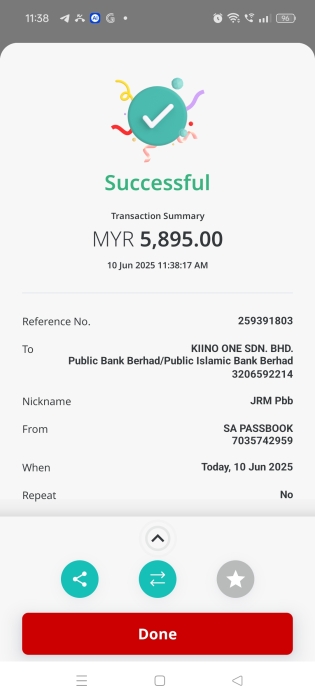 11:38
G
96
Successful
Transaction Summary
MYR 5,895.00
10 Jun 2025 11:38:17 AM
Reference No. 259391803
To KIINO ONE SDN. BHD.
Public Bank Berhad/Public Islamic Bank Berhad
3206592214
Nickname JRM Pbb
From SA PASSBOOK
7035742959
When Today, 10 Jun 2025
Repeat No
Done